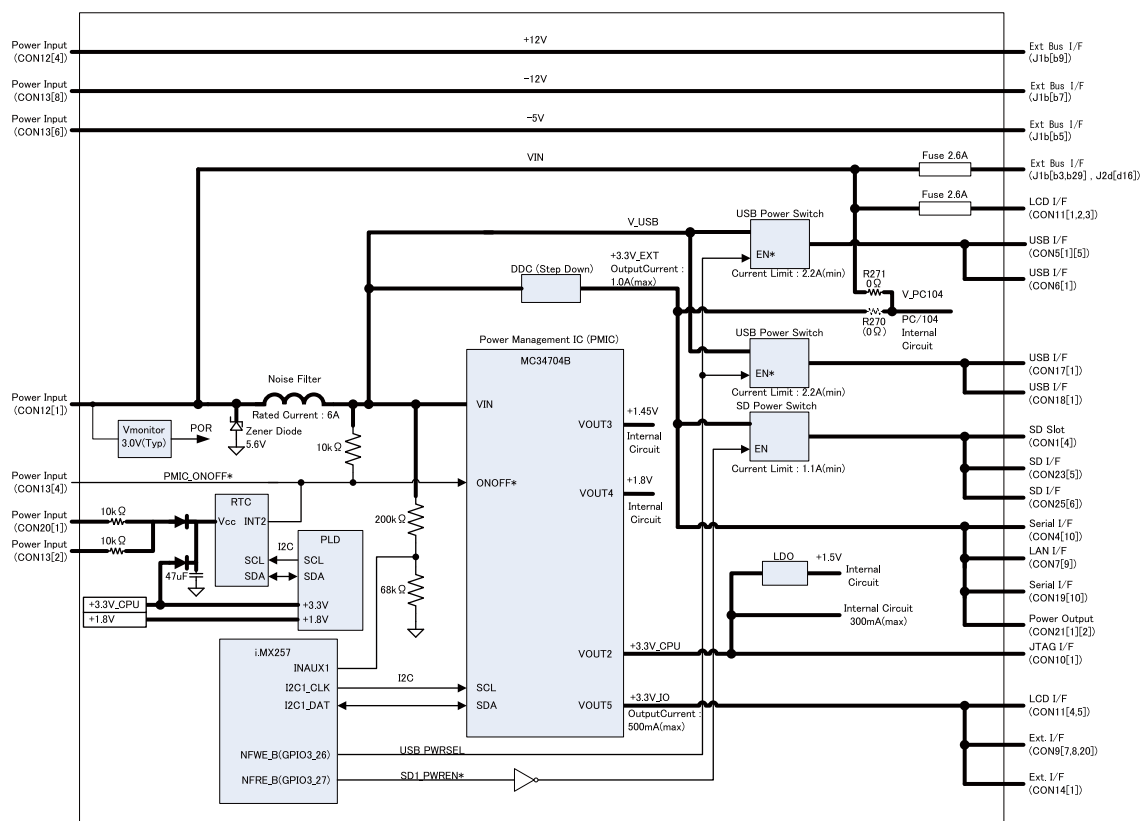 Power Input
(CON12[4])
+12V
Ext Bus I/F
(J1b[b9])
Power Input
(CON13[8])
-12V
Ext Bus I/F
(J1b[b7])
Power Input
(CON13[6])
-5V
Ext Bus I/F
(J1b[b5])
VIN
Fuse 2.6A
Ext Bus I/F
(J1b[b3,b29] , J2d[d16])
Fuse 2.6A
LCD I/F
(CON11[1,2,3])
V_USB
USB Power Switch
EN*
Current Limit : 2.2A(min)
USB I/F
(CON5[1][5])
USB I/F
(CON6[1])
DDC (Step Down)
+3.3V_EXT
OutputCurrent :
1.0A(max)
R271
0Ω
V_PC104
R270
(0Ω)
PC/104
Internal
Circuit
Power Management IC (PMIC)
MC34704B
USB Power Switch
EN*
Current Limit : 2.2A(min)
USB I/F
(CON17[1])
USB I/F
(CON18[1])
Power Input
(CON12[1])
Noise Filter
Rated Current : 6A
Zener Diode
5.6V
Vmonitor
3.0V(Typ)
POR
10kΩ
VIN
VOUT3
+1.45V
Internal
Circuit
SD Power Switch
EN
Current Limit : 1.1A(min)
SD Slot
(CON1[4])
SD I/F
(CON23[5])
SD I/F
(CON25[6])
Power Input
(CON13[4])
PMIC_ONOFF*
ONOFF*
VOUT4
+1.8V
Internal
Circuit
Power Input
(CON20[1])
10kΩ
Power Input
(CON13[2])
10kΩ
47uF
RTC
Vcc
INT2
SCL
SDA
I2C
PLD
SCL
SDA
+3.3V
+1.8V
+3.3V_CPU
+1.8V
200kΩ
68kΩ
Serial I/F
(CON4[10])
LAN I/F
(CON7[9])
Serial I/F
(CON19[10])
Power Output
(CON21[1][2])
LDO
+1.5V
Internal
Circuit
Internal Circuit
300mA(max)
VOUT2
+3.3V_CPU
JTAG I/F
(CON10[1])
i.MX257
INAUX1
I2C1_CLK
I2C1_DAT
NFWE_B(GPIO3_26)
NFRE_B(GPIO3_27)
I2C
SCL
SDA
VOUT5
+3.3V_IO
OutputCurrent :
500mA(max)
LCD I/F
(CON11[4,5])
USB_PWRSEL
Ext. I/F
(CON9[7,8,20])
SD1_PWREN*
Ext. I/F
(CON14[1])